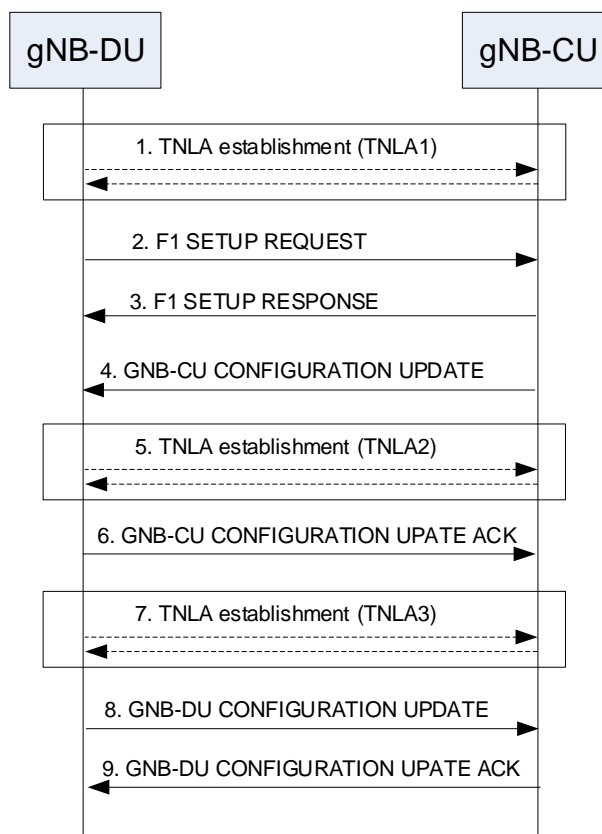 gNB-DU
gNB-CU
1. TNLA establishment (TNLA1)
2. F1 SETUP REQUEST
3. F1 SETUP RESPONSE
4. GNB-CU CONFIGURATION UPDATE
5. TNLA establishment (TNLA2)
6. GNB-CU CONFIGURATION UPATE ACK
7. TNLA establishment (TNLA3)
8. GNB-DU CONFIGURATION UPDATE
9. GNB-DU CONFIGURATION UPATE ACK